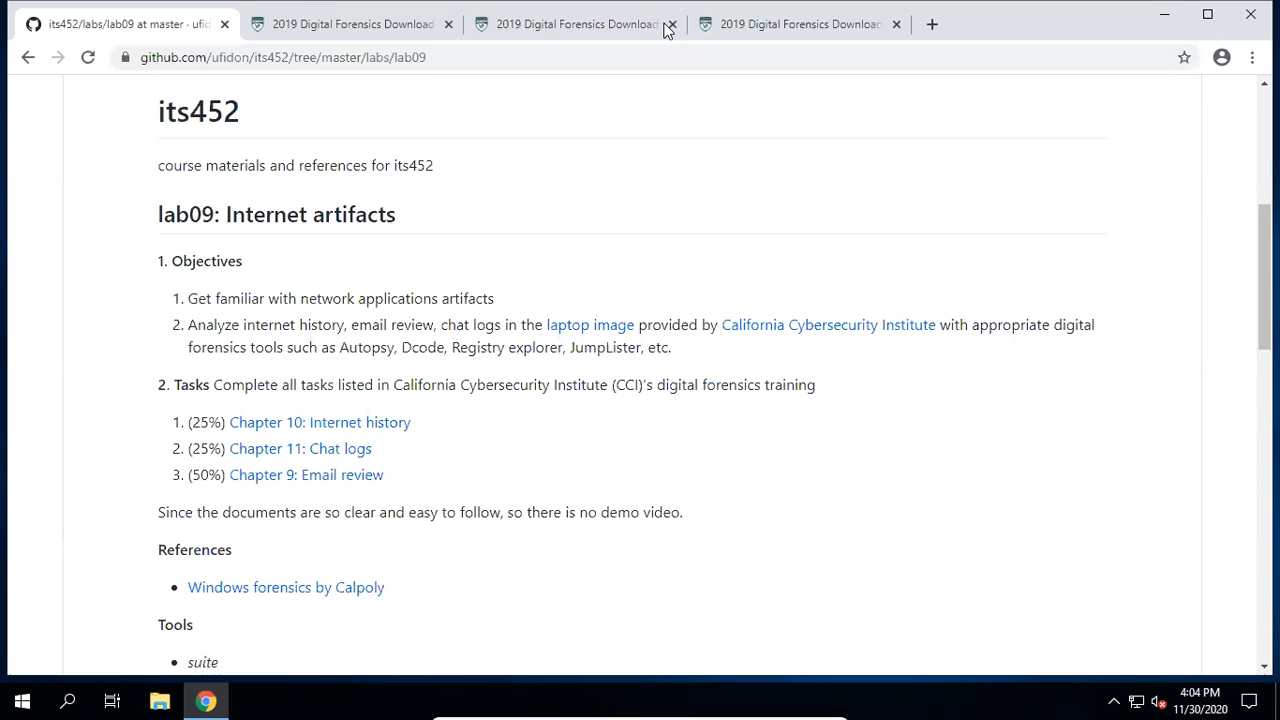 its452/labs/lab09 at master · ufid
2019 Digital Forensics Download
2019 Digital Forensics Download
2019 Digital Forensics Download
github.com/ufidon/its452/tree/master/labs/lab09
its452
course materials and references for its452
lab09: Internet artifacts
1. Objectives
1. Get familiar with network applications artifacts
2. Analyze internet history, email review, chat logs in the laptop image provided by California Cybersecurity Institute with appropriate digital
forensics tools such as Autopsy, Dcode, Registry explorer, JumpLister, etc.
2. Tasks Complete all tasks listed in California Cybersecurity Institute (CCI)'s digital forensics training
1. (25%) Chapter 10: Internet history
2. (25%) Chapter 11: Chat logs
3. (50%) Chapter 9: Email review
Since the documents are so clear and easy to follow, so there is no demo video.
References
• Windows forensics by Calpoly
Tools
• suite
4:04 PM
11/30/2020